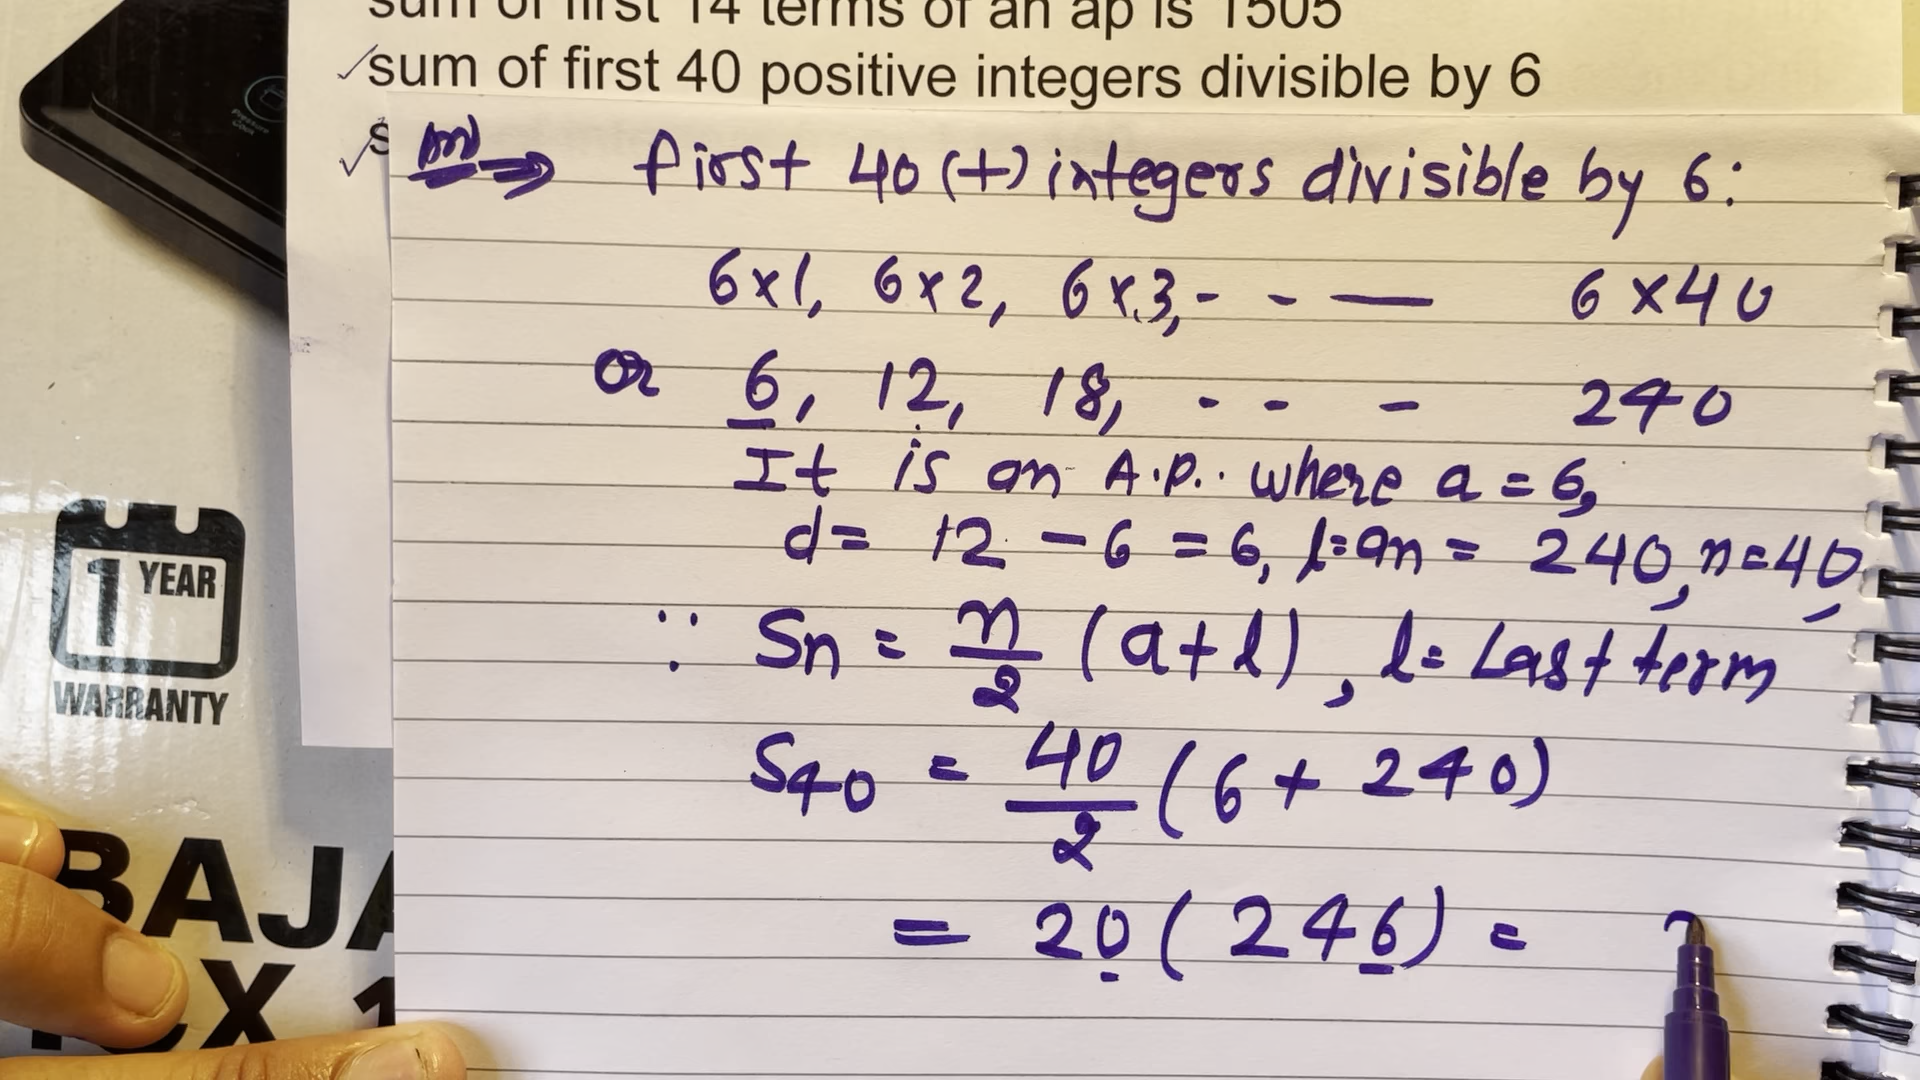 sum of first 14 terms of an ap is 1505
✓sum of first 40 positive integers divisible by 6
✓s
⇒ first 40 (+) integers divisible by 6:
6×1, 6×2, 6×3, - - — 6×40
or 6, 12, 18, - - - 240
It is an A.P. where a = 6,
d = 12 - 6 = 6, l = an = 240, n = 40,
∵ Sn = n/2 (a+l), l = Last term
S40 = 40/2 (6 + 240)
= 20 (246) =
1 YEAR
WARRANTY
BAJA